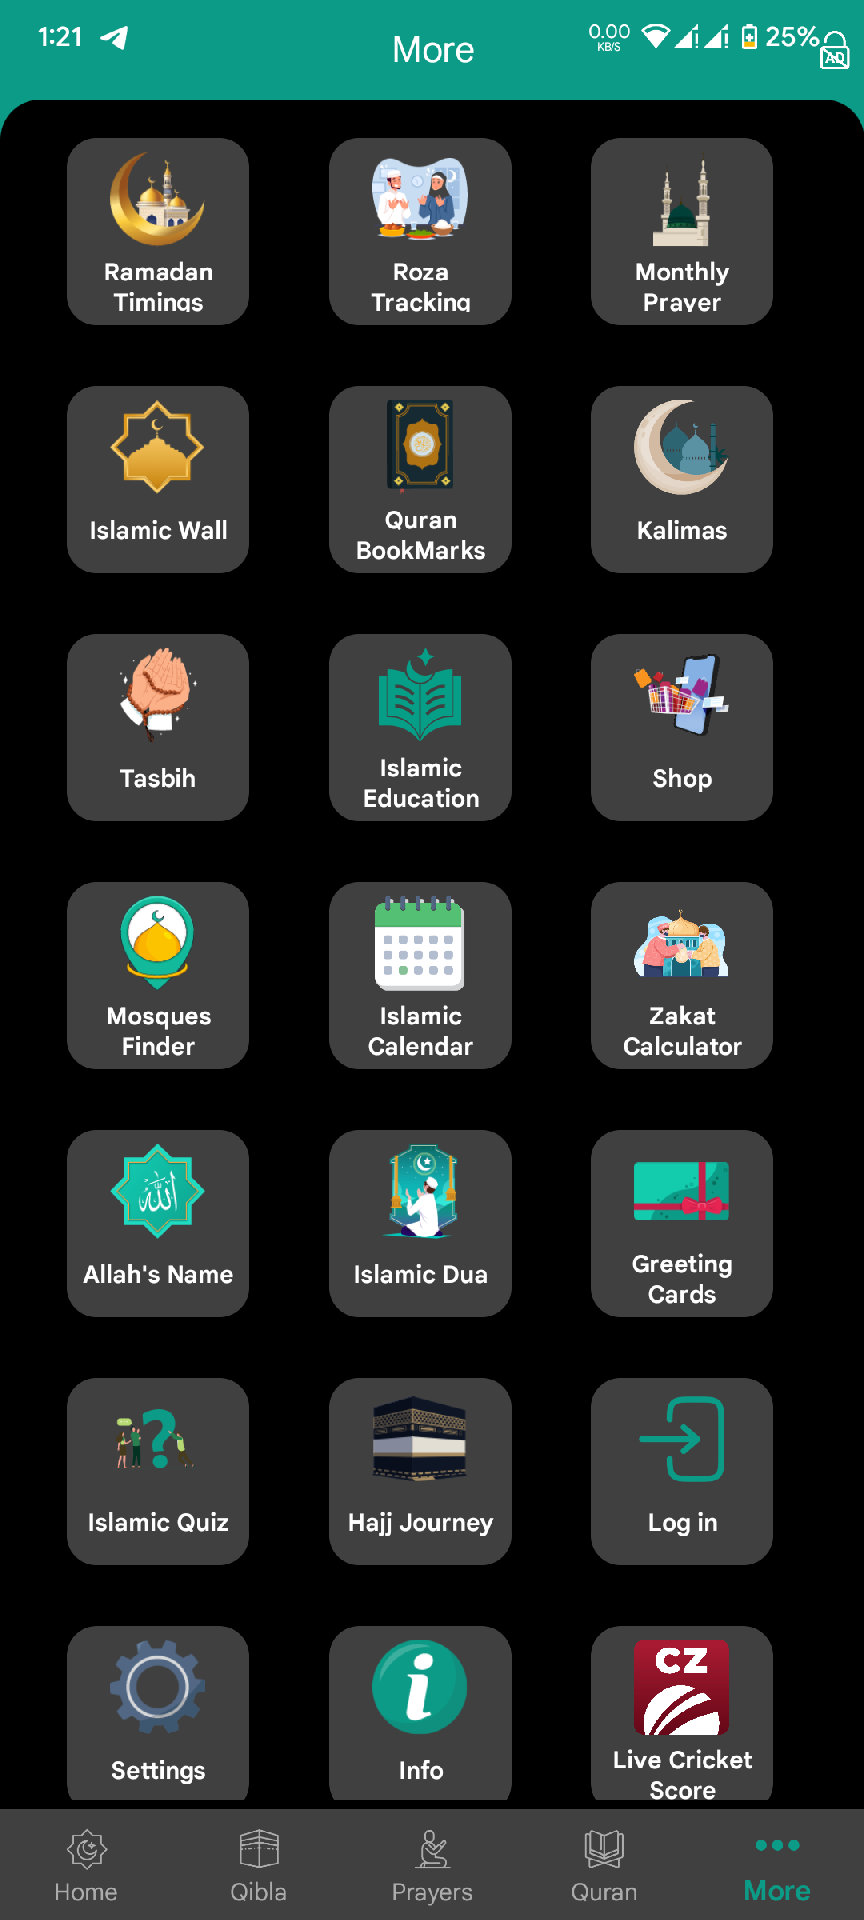 1:21
0.00
KB/S
25%
AD
More
Ramadan
Timings
Roza
Tracking
Monthly
Prayer
Islamic Wall
Quran
BookMarks
Kalimas
Tasbih
Islamic
Education
Shop
Mosques
Finder
Islamic
Calendar
Zakat
Calculator
الله
Allah's Name
Islamic Dua
Greeting
Cards
?
Islamic Quiz
Hajj Journey
Log in
Settings
i
Info
CZ
Live Cricket
Score
Home
Qibla
Prayers
Quran
More